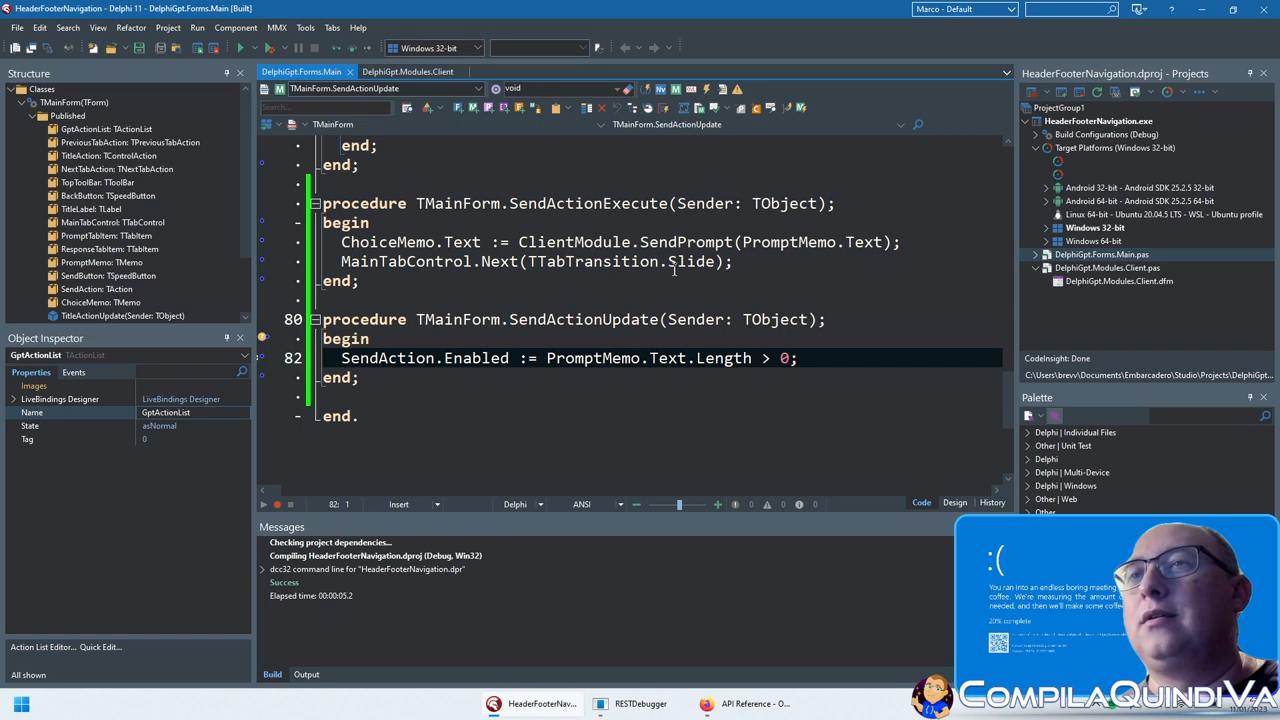 HeaderFooterNavigation - Delphi 11 - DelphiGpt.Forms.Main [Built]
Marco - Default
File Edit Search View Refactor Project Run Component MMX Tools Tabs Help
Windows 32-bit
Structure
Classes
TMainForm(TForm)
Published
GptActionList: TActionList
PreviousTabAction: TPreviousTabAction
TitleAction: TControlAction
NextTabAction: TNextTabAction
TopToolBar: TToolBar
BackButton: TSpeedButton
TitleLabel: TLabel
MainTabControl: TTabControl
PromptTabItem: TTabItem
ResponseTabItem: TTabItem
PromptMemo: TMemo
SendButton: TSpeedButton
SendAction: TAction
ChoiceMemo: TMemo
TitleActionUpdate(Sender: TObject)
Object Inspector
GptActionList TActionList
Properties Events
Images
LiveBindings Designer LiveBindings Designer
Name GptActionList
State asNormal
Tag 0
Action List Editor... Quick Edit...
All shown
DelphiGpt.Forms.Main
DelphiGpt.Modules.Client
TMainForm.SendActionUpdate
void
Search...
TMainForm
TMainForm.SendActionUpdate
end;
end;
procedure TMainForm.SendActionExecute(Sender: TObject);
begin
ChoiceMemo.Text := ClientModule.SendPrompt(PromptMemo.Text);
MainTabControl.Next(TTabTransition.Slide);
end;
80 procedure TMainForm.SendActionUpdate(Sender: TObject);
begin
82 SendAction.Enabled := PromptMemo.Text.Length > 0;
end;
end.
82: 1 Insert Delphi ANSI 0 0 0 Code Design History
Messages
Checking project dependencies...
Compiling HeaderFooterNavigation.dproj (Debug, Win32)
dcc32 command line for "HeaderFooterNavigation.dpr"
Success
Elapsed time: 00:00:05.2
Build Output
HeaderFooterNavigation.dproj - Projects
ProjectGroup1
HeaderFooterNavigation.exe
Build Configurations (Debug)
Target Platforms (Windows 32-bit)
Android 32-bit - Android SDK 25.2.5 32-bit
Android 64-bit - Android SDK 25.2.5 32-bit
Linux 64-bit - Ubuntu 20.04.5 LTS - WSL - Ubuntu profile
Windows 32-bit
Windows 64-bit
DelphiGpt.Forms.Main.pas
DelphiGpt.Modules.Client.pas
DelphiGpt.Modules.Client.dfm
CodeInsight: Done
C:\Users\brevv\Documents\Embarcadero\Studio\Projects\DelphiGpt...
Palette
Delphi | Individual Files
Other | Unit Test
Delphi
Delphi | Multi-Device
Delphi | Windows
Other | Web
Other
:(
You ran into an endless boring meeting
coffee. We're measuring the amount
needed, and then we'll make some coffe
20% complete
COMPILAQUINDIVA
HeaderFooterNa...
RESTDebugger
API Reference - O...
11/01/2023